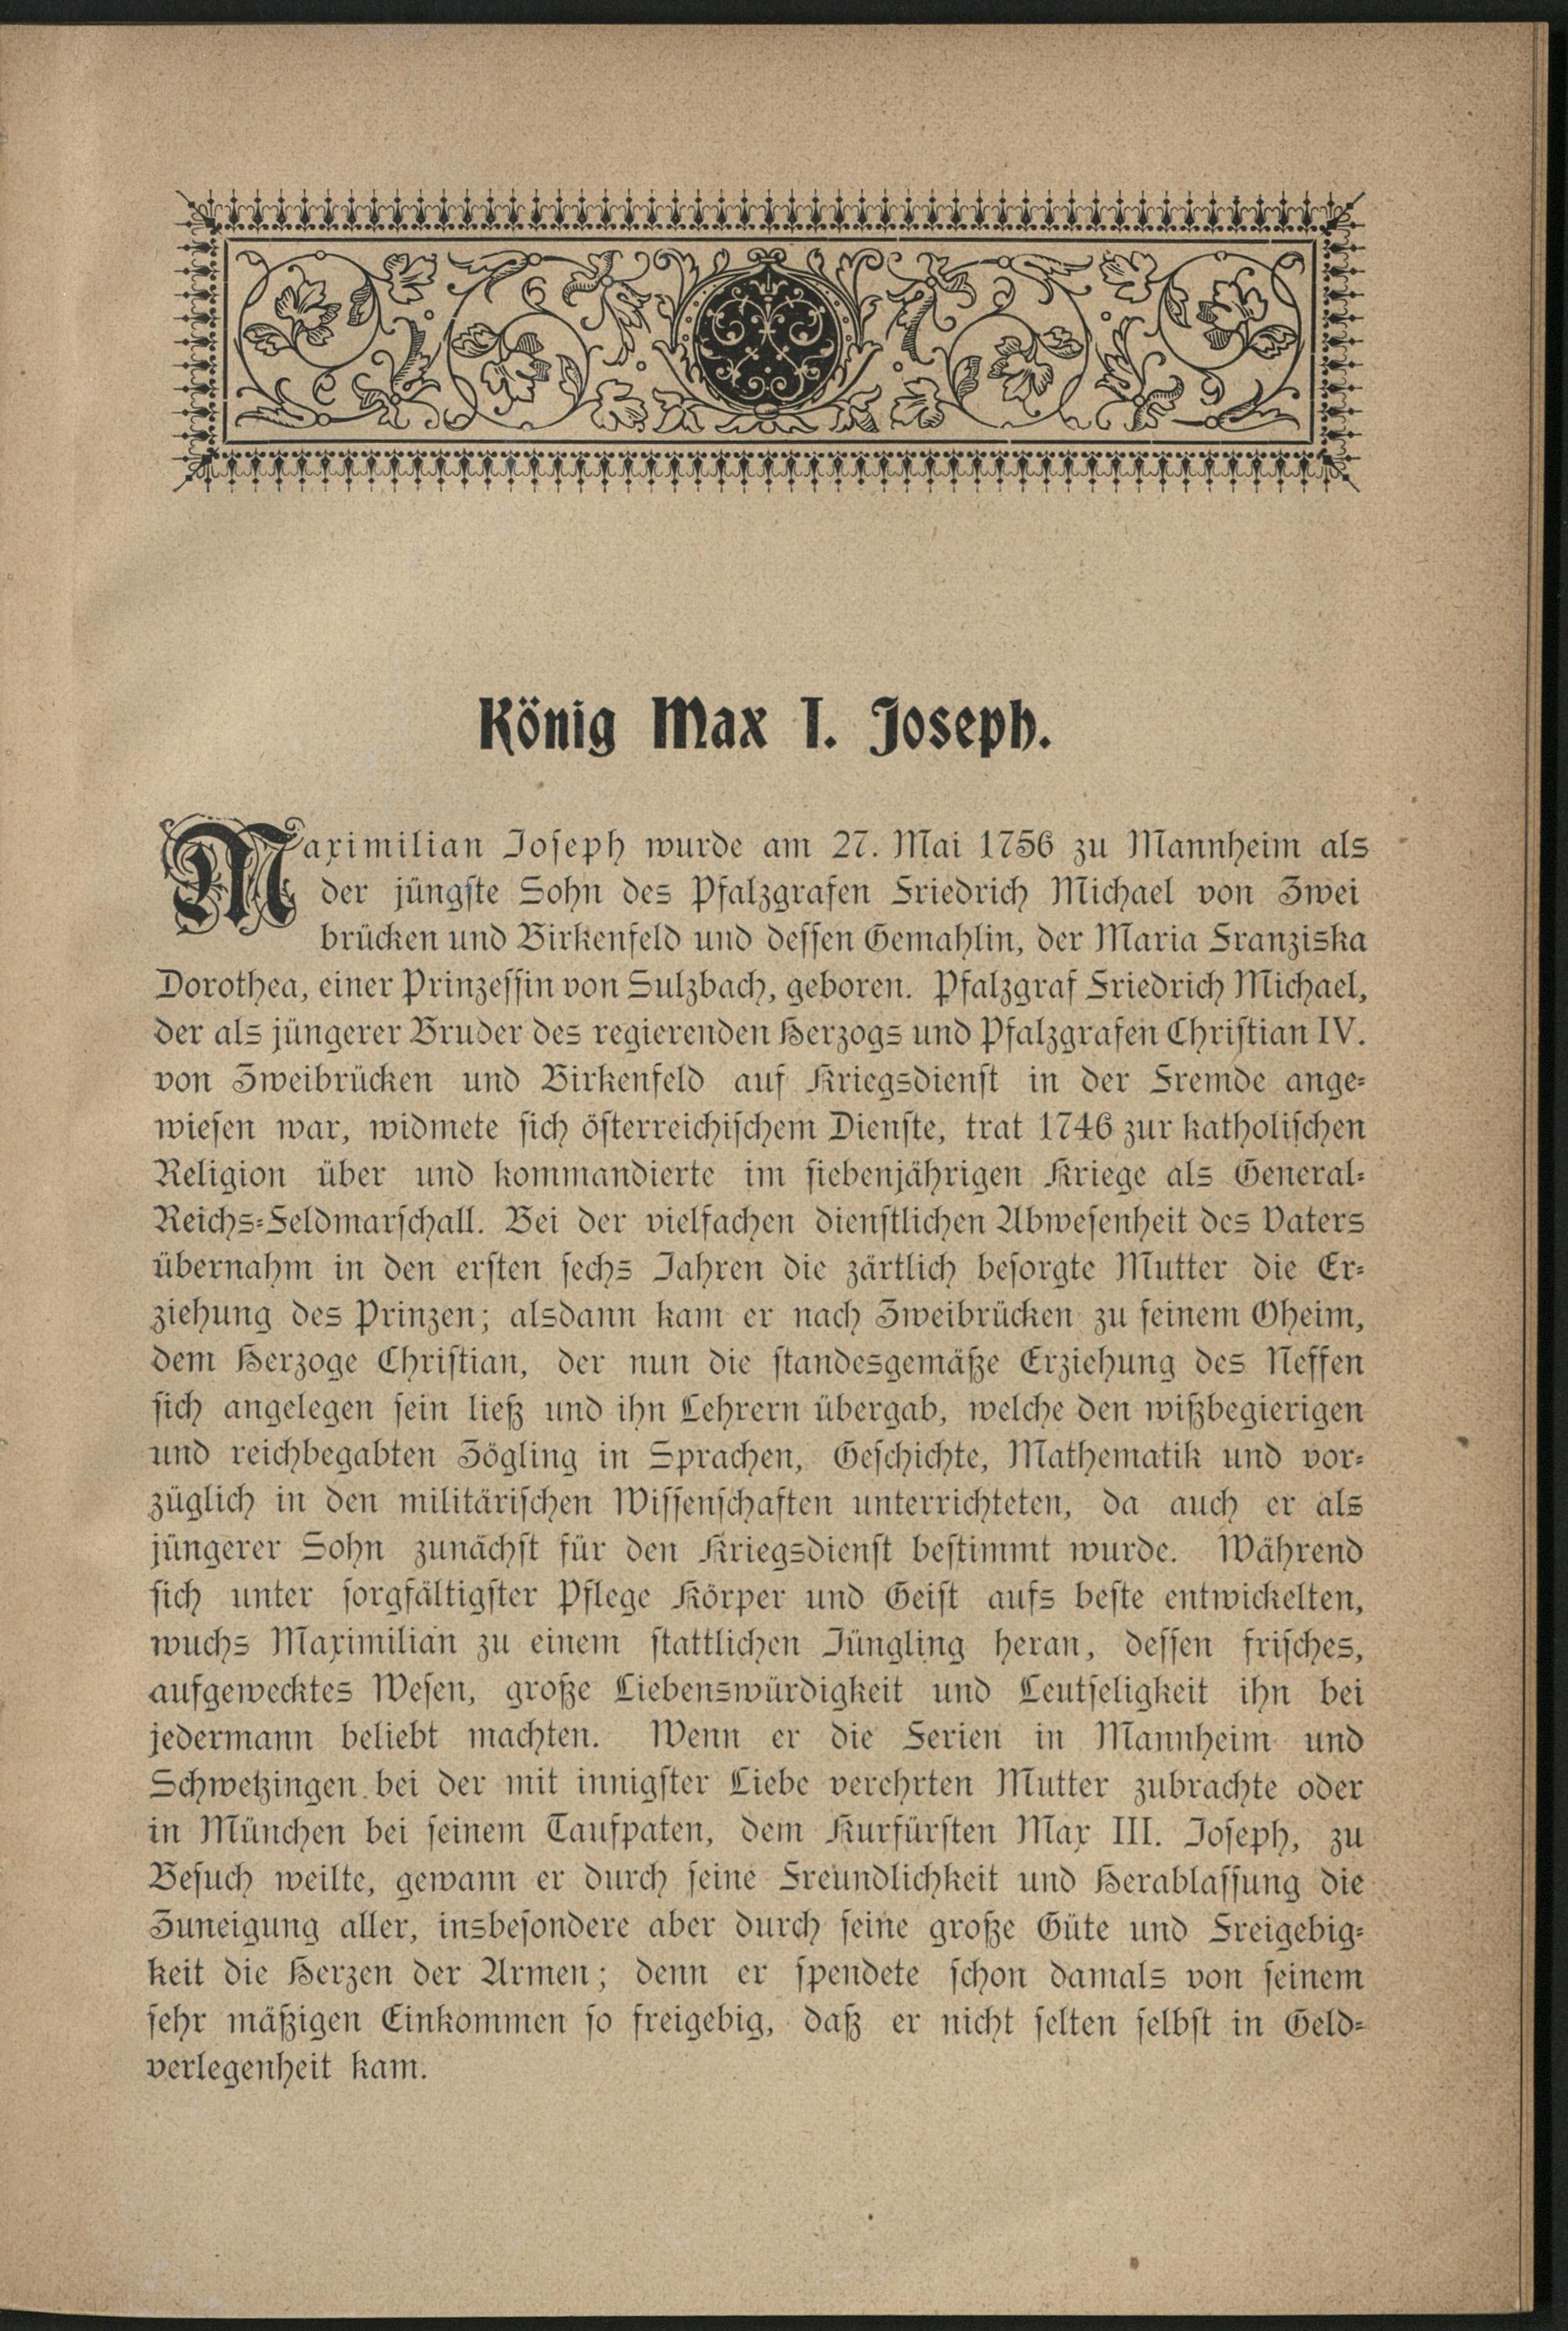 König Max I. Joseph.
Maximilian Joseph wurde am 27. Mai 1756 zu Mannheim als
der jüngſte Sohn des Pfalzgrafen Friedrich Michael von Zwei
brücken und Birkenfeld und deſſen Gemahlin, der Maria Franziska
Dorothea, einer Prinzeſſin von Sulzbach, geboren. Pfalzgraf Friedrich Michael,
der als jüngerer Bruder des regierenden Herzogs und Pfalzgrafen Chriſtian IV.
von Zweibrücken und Birkenfeld auf Kriegsdienſt in der Fremde ange⸗
wieſen war, widmete ſich öſterreichiſchem Dienſte, trat 1746 zur katholiſchen
Religion über und kommandierte im ſiebenjährigen Kriege als General⸗
Reichs⸗Feldmarſchall. Bei der vielfachen dienſtlichen Abweſenheit des Vaters
übernahm in den erſten ſechs Jahren die zärtlich beſorgte Mutter die Er⸗
ziehung des Prinzen; alsdann kam er nach Zweibrücken zu ſeinem Oheim,
dem Herzoge Chriſtian, der nun die ſtandesgemäße Erziehung des Neffen
ſich angelegen ſein ließ und ihn Lehrern übergab, welche den wißbegierigen
und reichbegabten Zögling in Sprachen, Geſchichte, Mathematik und vor⸗
züglich in den militäriſchen Wiſſenſchaften unterrichteten, da auch er als
jüngerer Sohn zunächſt für den Kriegsdienſt beſtimmt wurde. Während
ſich unter ſorgfältigſter Pflege Körper und Geiſt aufs beſte entwickelten,
wuchs Maximilian zu einem ſtattlichen Jüngling heran, deſſen friſches,
aufgewecktes Weſen, große Liebenswürdigkeit und Leutſeligkeit ihn bei
jedermann beliebt machten. Wenn er die Ferien in Mannheim und
Schwetzingen bei der mit innigſter Liebe verehrten Mutter zubrachte oder
in München bei ſeinem Taufpaten, dem Kurfürſten Max III. Joſeph, zu
Beſuch weilte, gewann er durch ſeine Freundlichkeit und Herablaſſung die
Zuneigung aller, insbeſondere aber durch ſeine große Güte und Freigebig⸗
keit die Herzen der Armen; denn er ſpendete ſchon damals von ſeinem
ſehr mäßigen Einkommen ſo freigebig, daß er nicht ſelten ſelbſt in Geld⸗
verlegenheit kam.